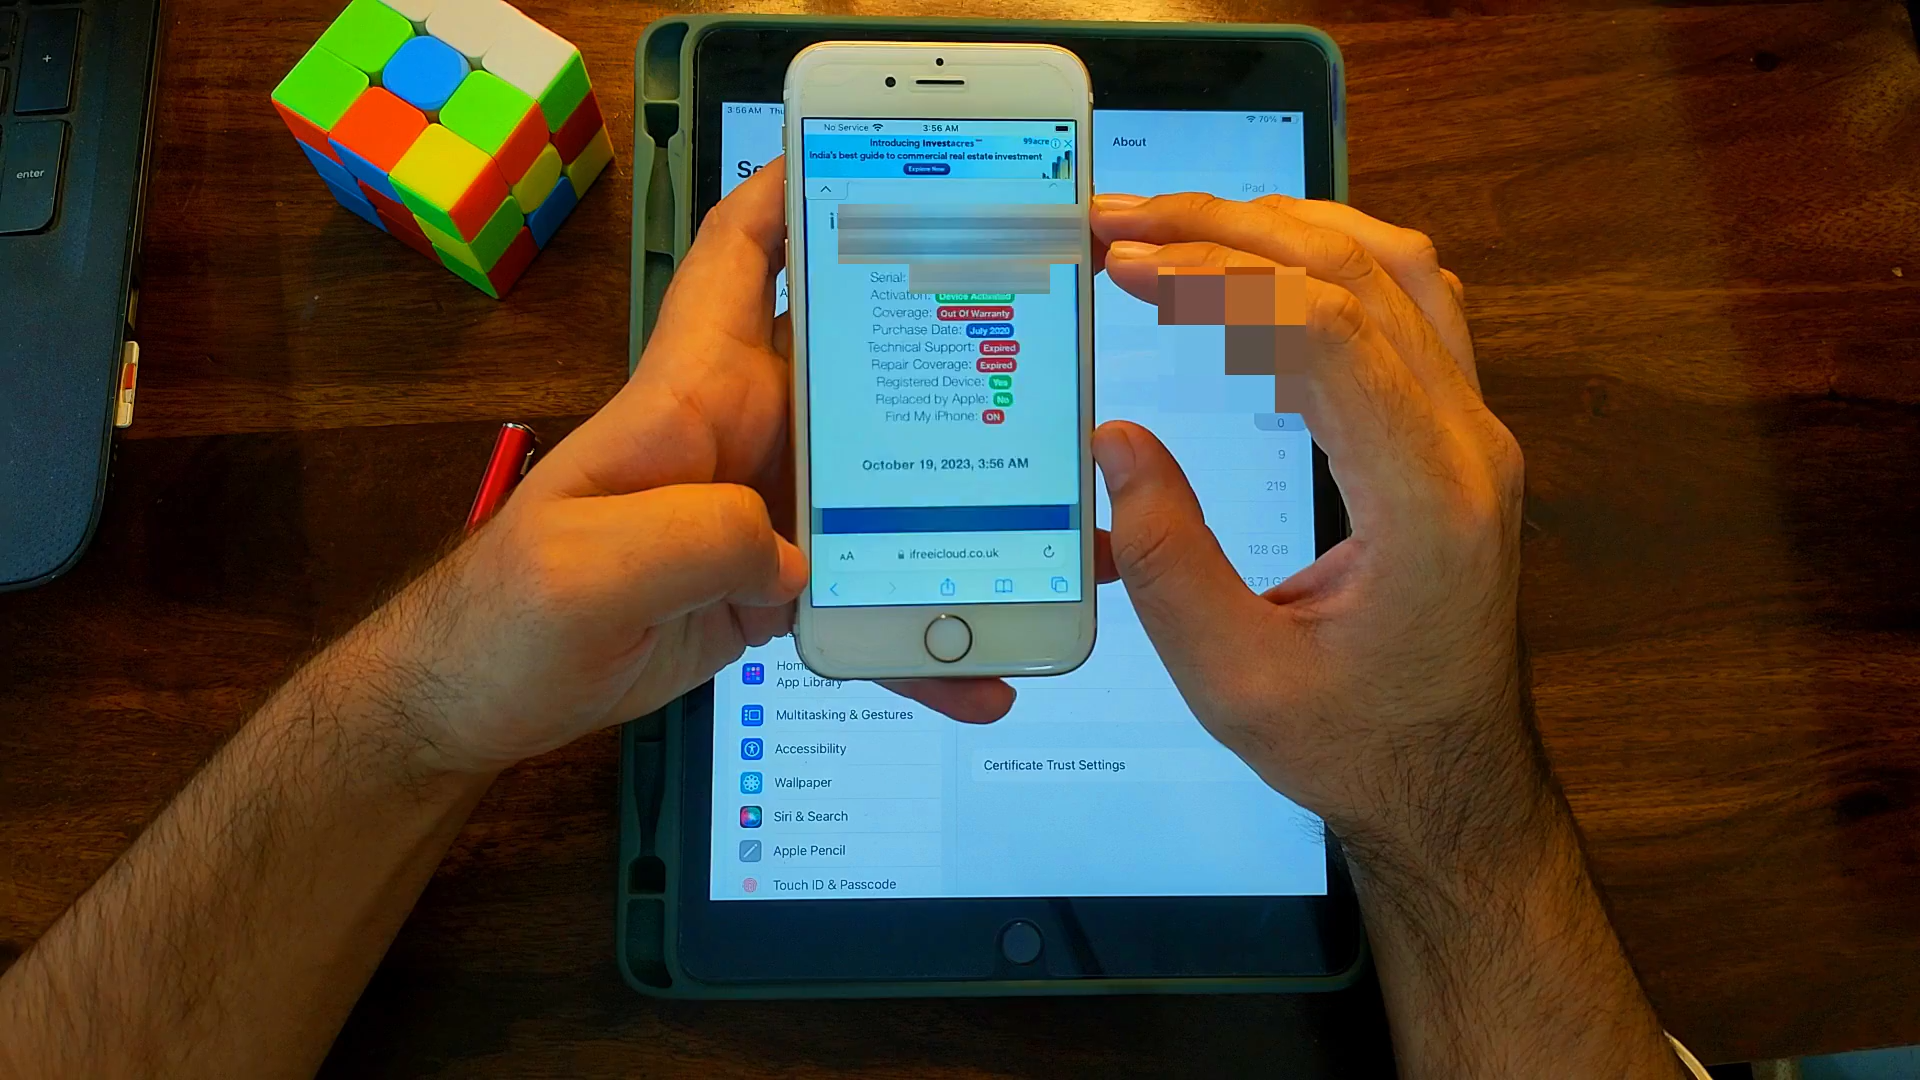 +
enter
3:56 AM
70%
About
iPad
No Service
3:56 AM
Introducing Investacres™
99acre
India's best guide to commercial real estate investment
Explore Now
Serial:
Activation: Device Activated
Coverage: Out Of Warranty
Purchase Date: July 2020
Technical Support: Expired
Repair Coverage: Expired
Registered Device: Yes
Replaced by Apple: No
Find My iPhone: ON
October 19, 2023, 3:56 AM
AA
ifreeicloud.co.uk
0
9
219
5
128 GB
App Library
Multitasking & Gestures
Accessibility
Wallpaper
Siri & Search
Apple Pencil
Touch ID & Passcode
Certificate Trust Settings